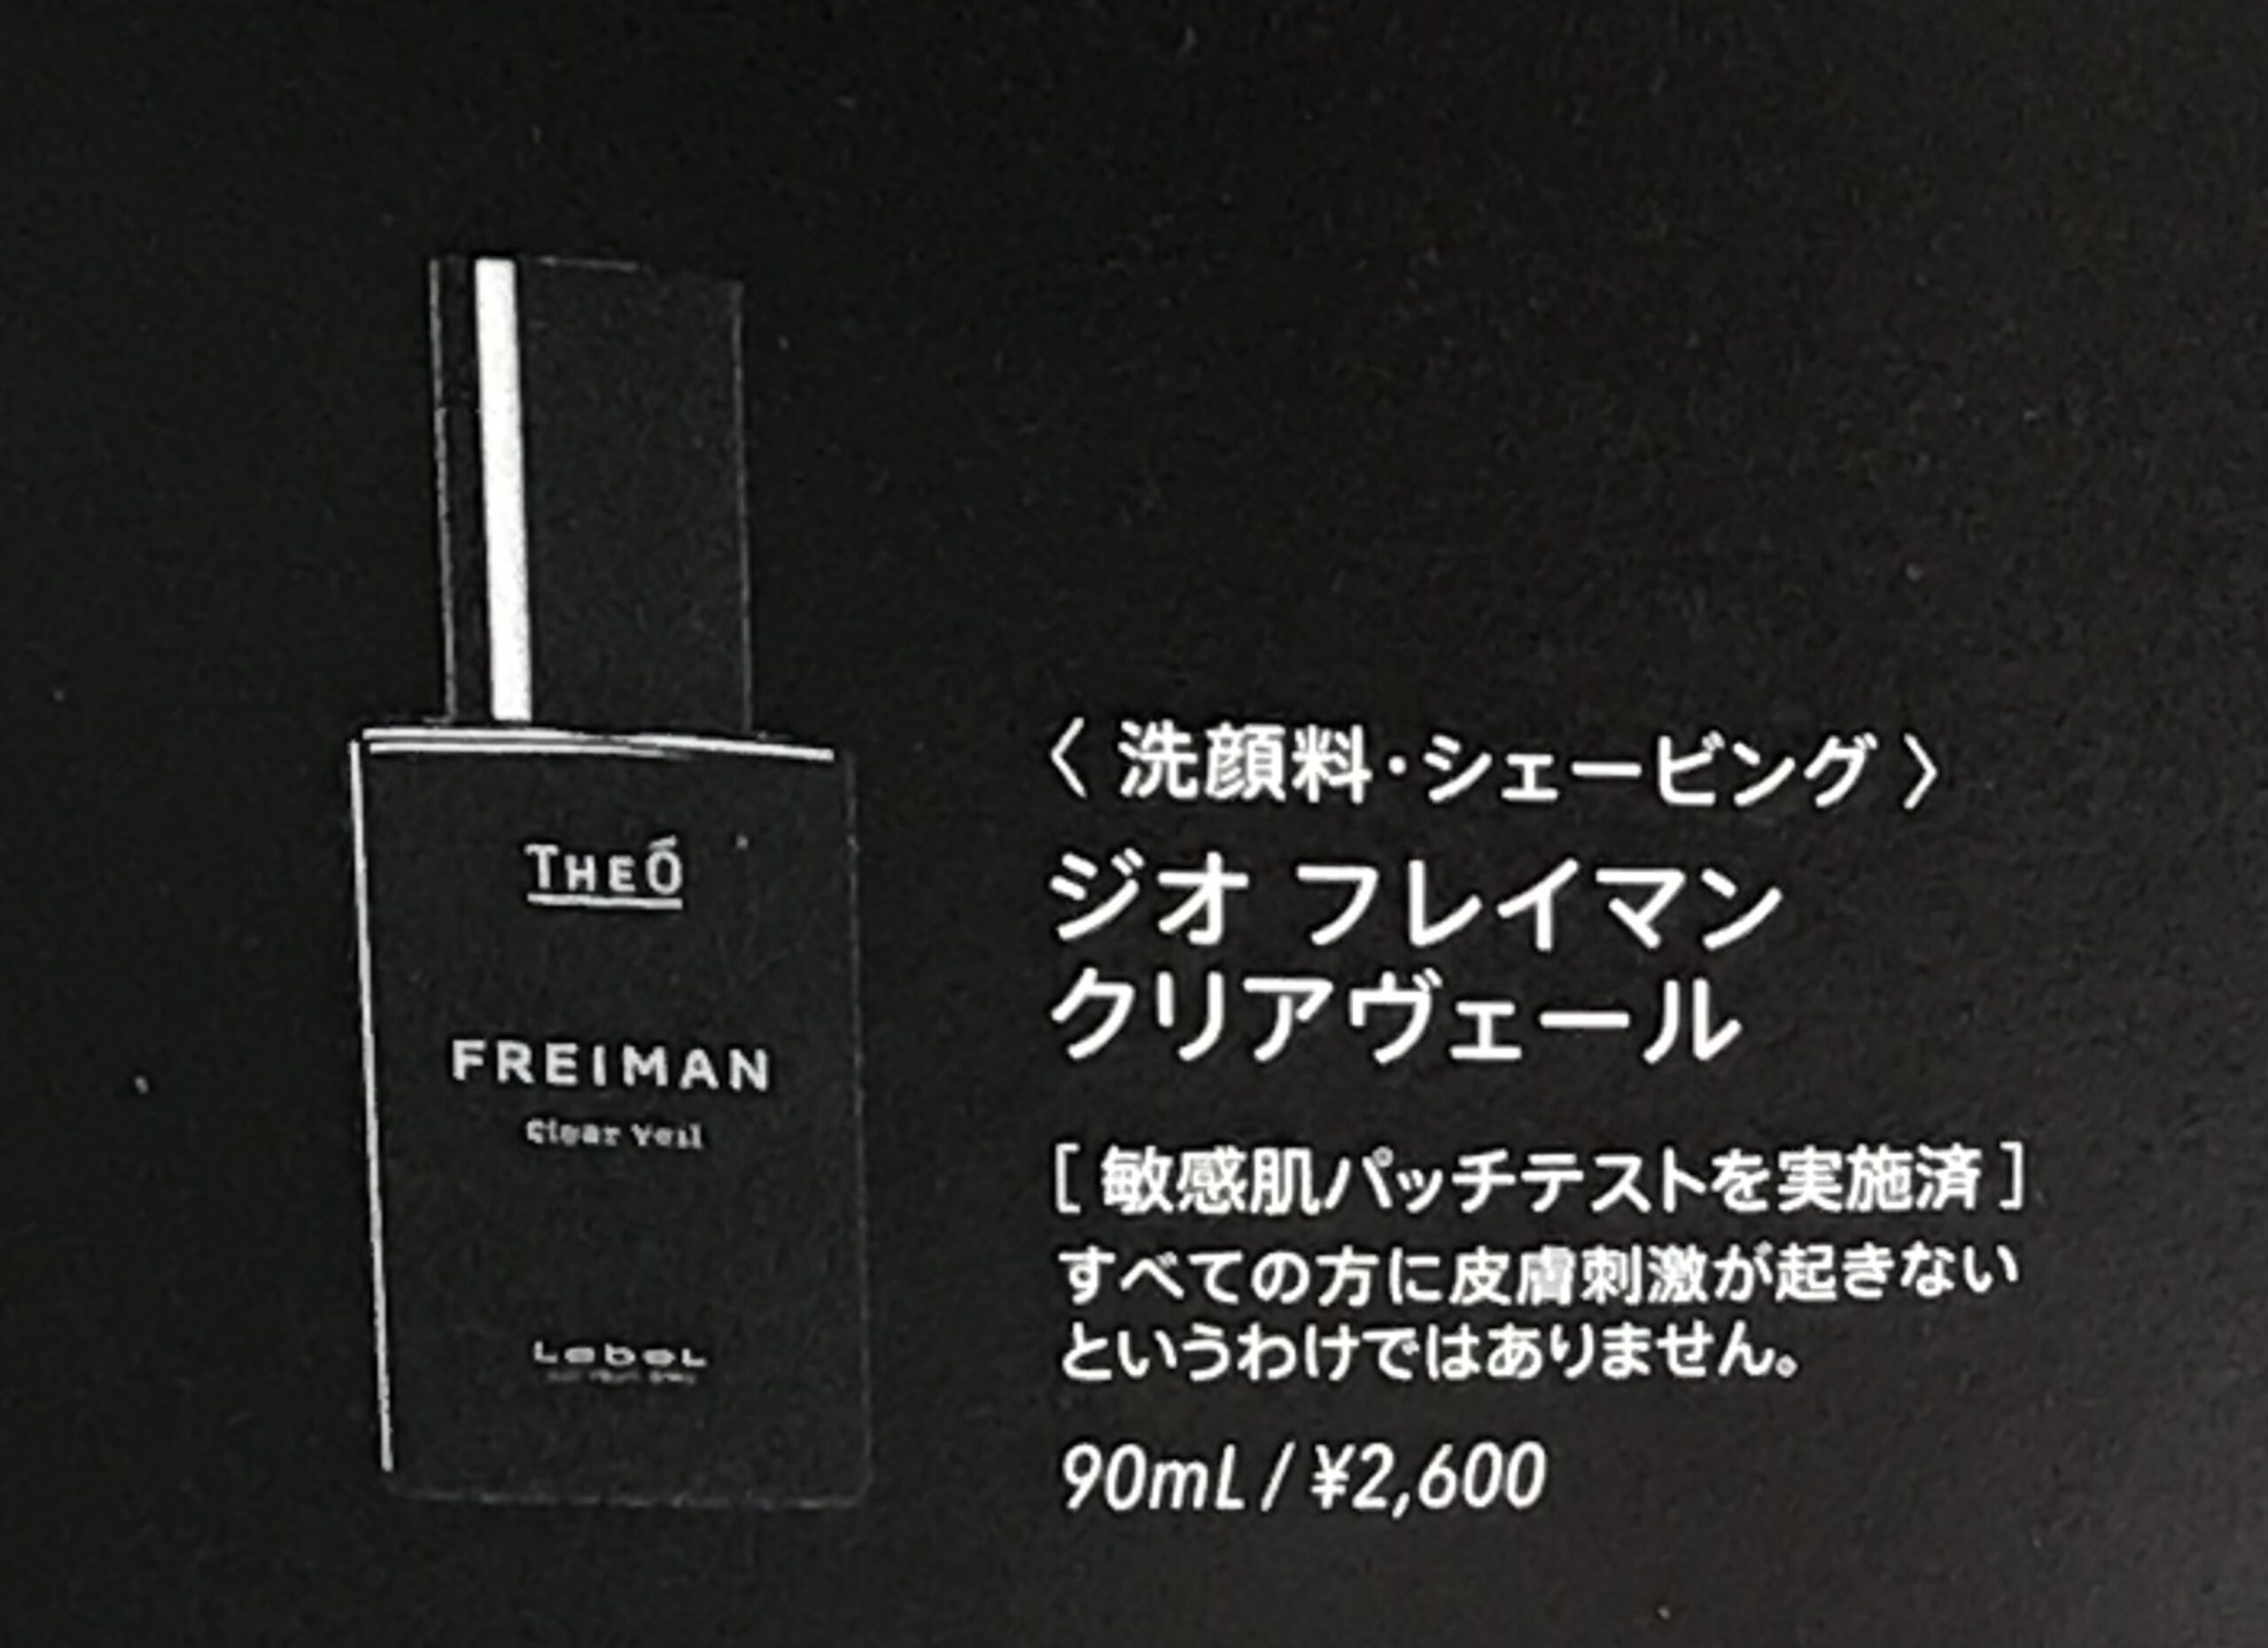 THEÓ
FREIMAN
Clear Veil
LebeL
〈 洗顔料・シェービング 〉
ジオ フレイマン
クリアヴェール
[ 敏感肌パッチテストを実施済 ]
すべての方に皮膚刺激が起きない
というわけではありません。
90mL / ¥2,600